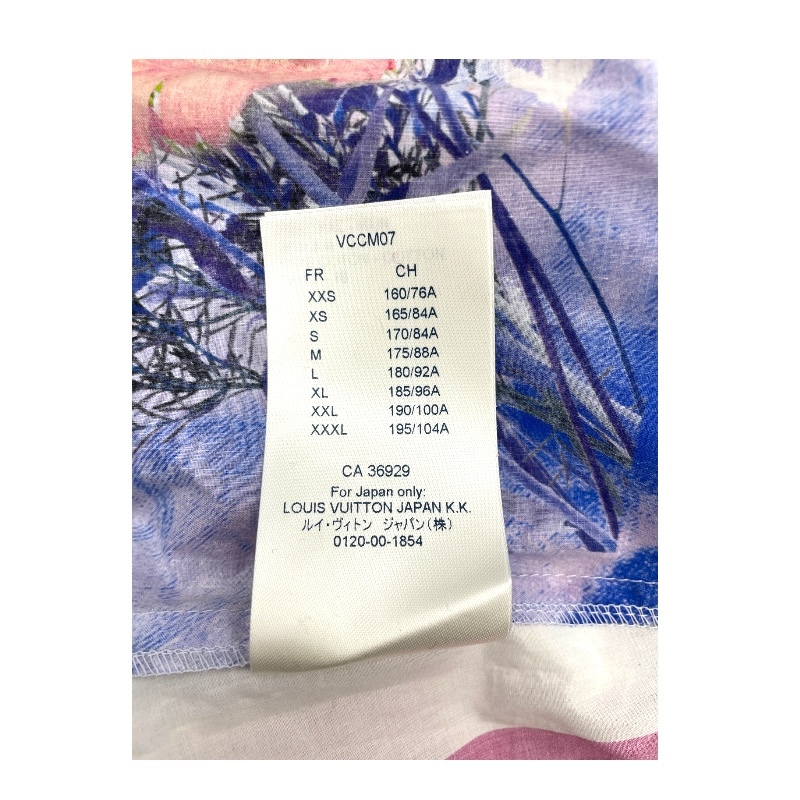 VCCM07
FR CH
XXS 160/76A
XS 165/84A
S 170/84A
M 175/88A
L 180/92A
XL 185/96A
XXL 190/100A
XXXL 195/104A
CA 36929
For Japan only:
LOUIS VUITTON JAPAN K.K.
ルイ・ヴィトン ジャパン(株)
0120-00-1854